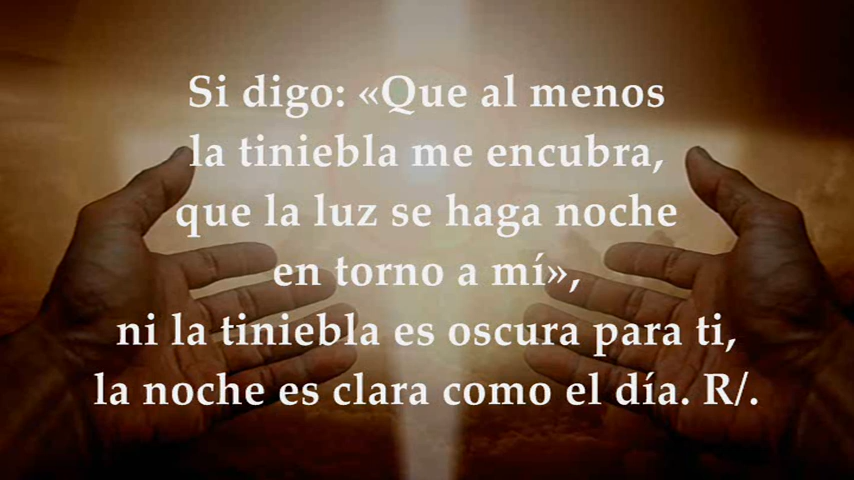 Si digo: «Que al menos
la tiniebla me encubra,
que la luz se haga noche
en torno a mí»,
ni la tiniebla es oscura para ti,
la noche es clara como el día. R/.